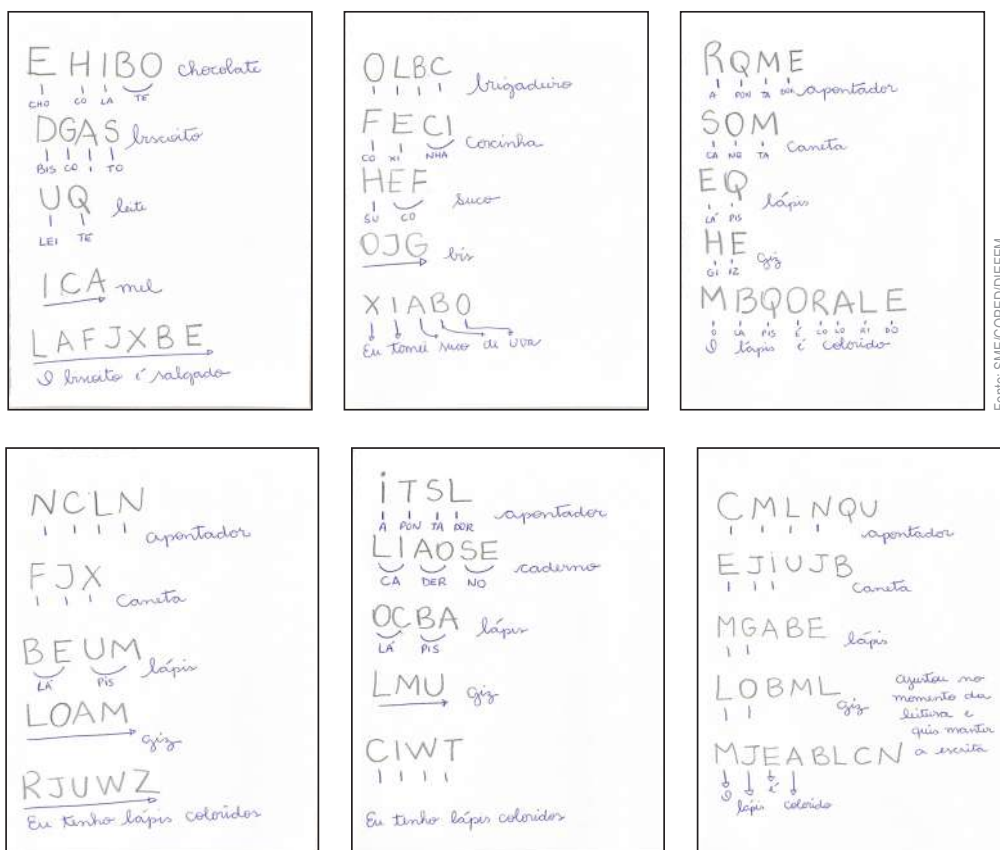 E HIBO chocolate
CHO CO LA TE
DGAS biscoito
BIS CO I TO
UQ leite
LEI TE
ICA mel
LAFJXBE
O biscoito é salgado
OLBC brigadeiro
FECI Coxinha
CO XI NHA
HEF suco
SU CO
OJG bis
XIABO
Eu tomei suco de uva
RQME apontador
A PON TA DOR
SOM Caneta
CA NE TA
EQ lápis
LÁ PIS
HE giz
GI IZ
MBQORALE
O LA PIS É CO LO RI DO
O lápis é colorido
Fonte: SME/COPED/DIEFEM
NCLN apontador
FJX Caneta
BEUM lápis
LÁ PIS
LOAM giz
RJUWZ
Eu tenho lápis coloridos
iTSL apontador
A PON TA DOR
LIAOSE caderno
CA DER NO
OCBA lápis
LÁ PIS
LMU giz
CIWT
Eu tenho lápis coloridos
CMLNQU apontador
EJiUJB Caneta
MGABE lápis
LOBML giz
ajustou no
momento da
leitura e
quis manter
a escrita
MJEABLCN
O lápis é colorido